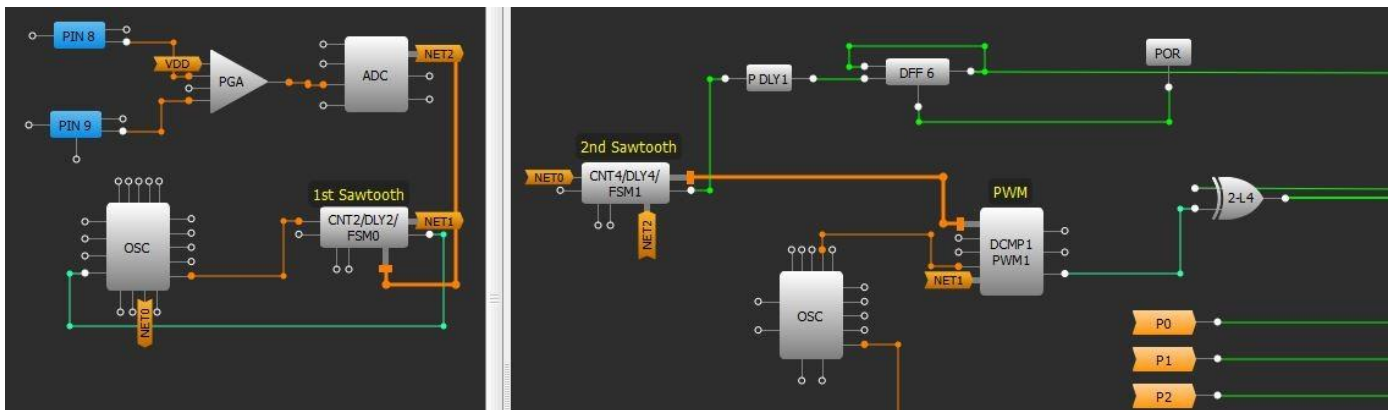 PIN 8
VDD
PGA
ADC
NET2
PIN 9
1st Sawtooth
CNT2/DLY2/
FSM0
NET1
OSC
NET0
P DLY1
DFF 6
POR
2nd Sawtooth
NET0
CNT4/DLY4/
FSM1
NET2
PWM
DCMP1
PWM1
NET1
2-L4
OSC
P0
P1
P2